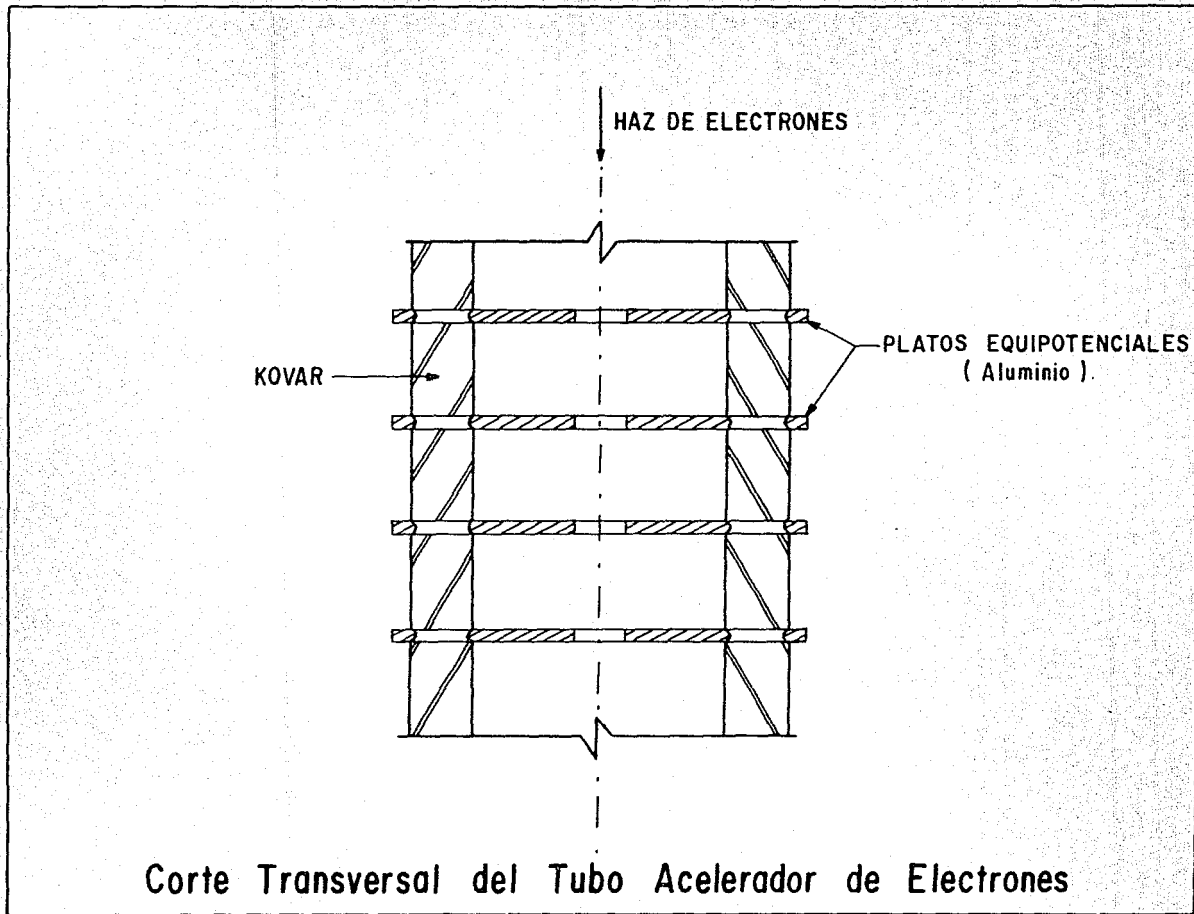 HAZ DE ELECTRONES
KOVAR
PLATOS EQUIPOTENCIALES
( Aluminio ).
Corte Transversal del Tubo Acelerador de Electrones